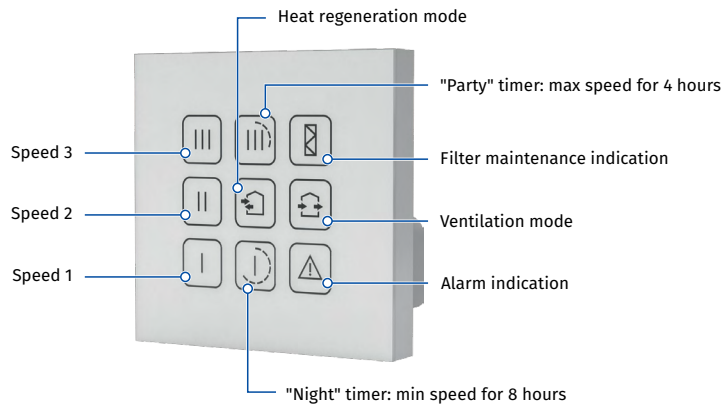 Heat regeneration mode
"Party" timer: max speed for 4 hours
Speed 3
Filter maintenance indication
Speed 2
Ventilation mode
Speed 1
Alarm indication
"Night" timer: min speed for 8 hours